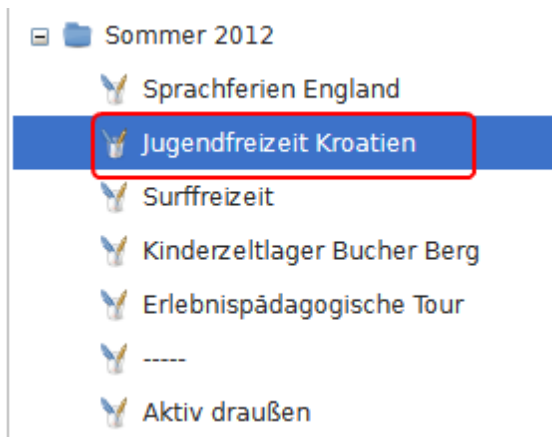 Sommer 2012
Sprachferien England
Jugendfreizeit Kroatien
Surffreizeit
Kinderzeltlager Bucher Berg
Erlebnispädagogische Tour
-----
Aktiv draußen